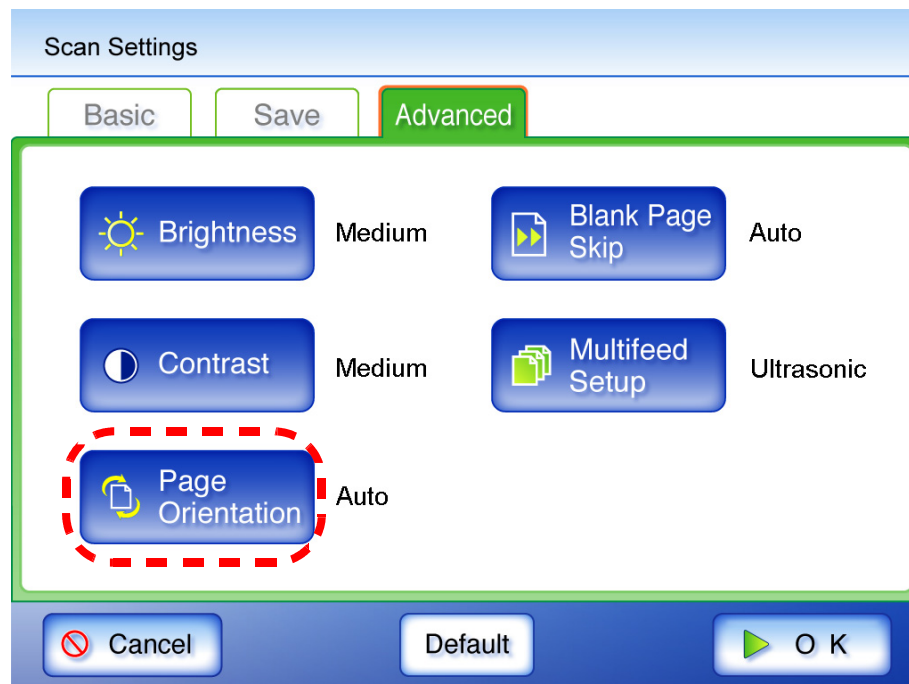 Scan Settings
Basic Save Advanced
Brightness Medium
Blank Page
Skip
Auto
Contrast Medium
Multifeed
Setup
Ultrasonic
Page
Orientation
Auto
Cancel Default O K